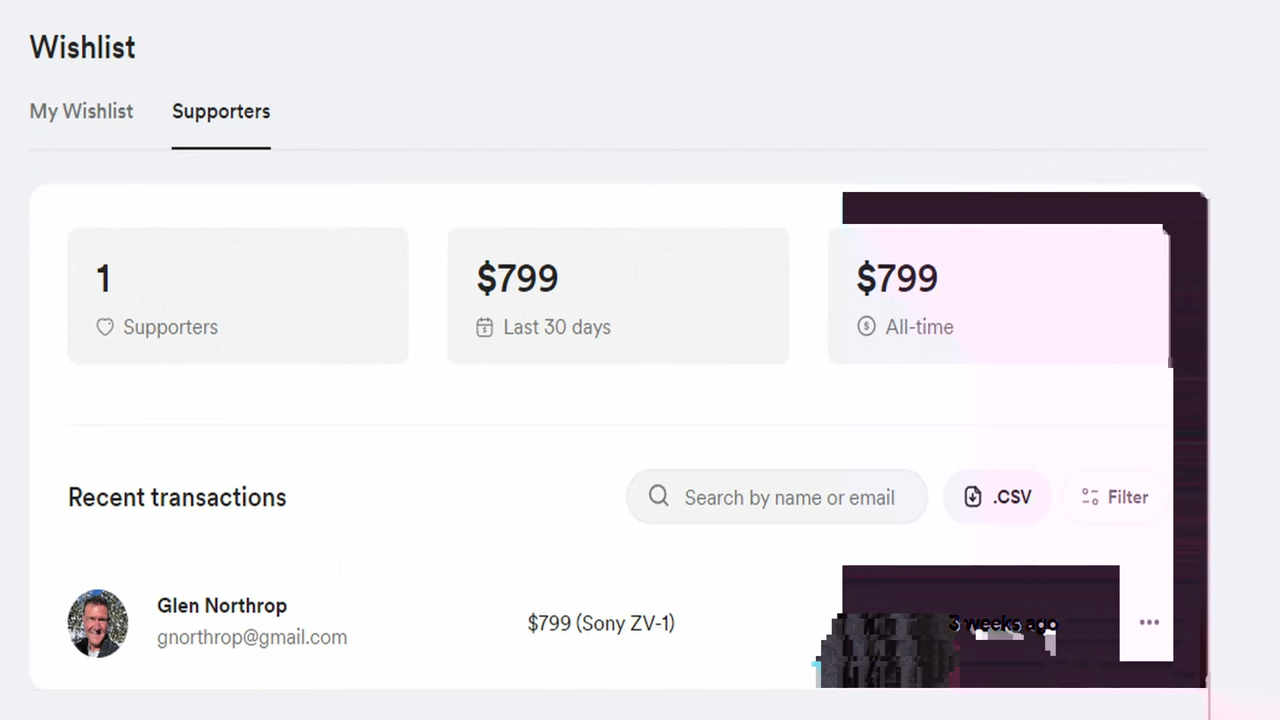 Wishlist
My Wishlist Supporters
1 $799 $799
Supporters Last 30 days All-time
Recent transactions Search by name or email .CSV Filter
Glen Northrop
gnorthrop@gmail.com
$799 (Sony ZV-1) 3 weeks ago